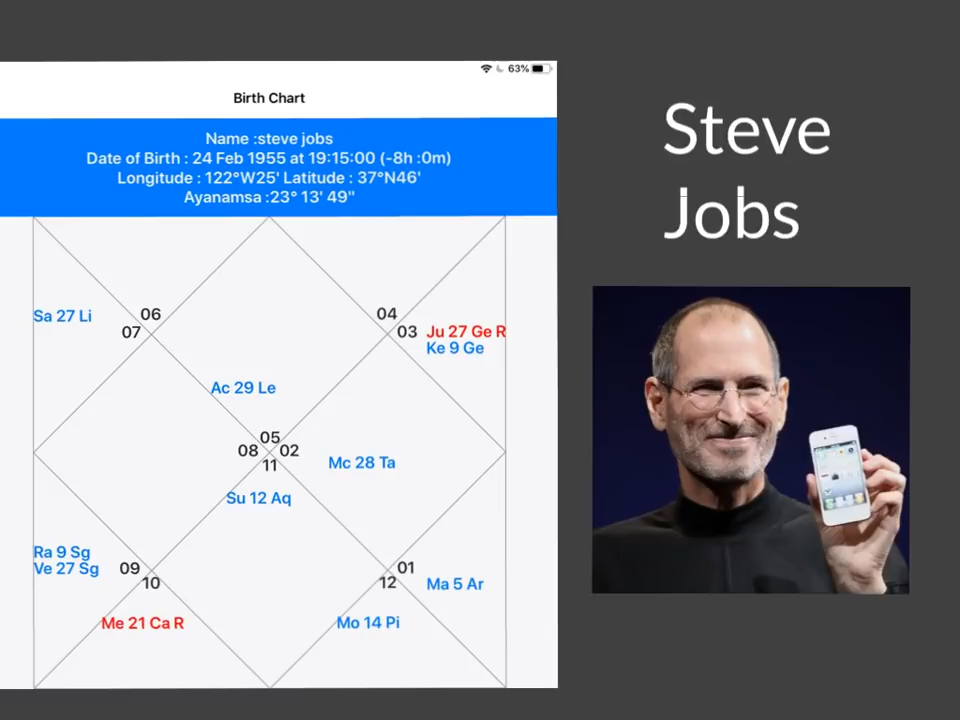 63%
Birth Chart
Name :steve jobs
Date of Birth : 24 Feb 1955 at 19:15:00 (-8h :0m)
Longitude : 122°W25' Latitude : 37°N46'
Ayanamsa :23° 13' 49"
Steve
Jobs
06
04
Sa 27 Li
07
03
Ju 27 Ge R
Ke 9 Ge
Ac 29 Le
05
08
02
11
Mc 28 Ta
Su 12 Aq
Ra 9 Sg
Ve 27 Sg
09
10
01
12
Ma 5 Ar
Me 21 Ca R
Mo 14 Pi